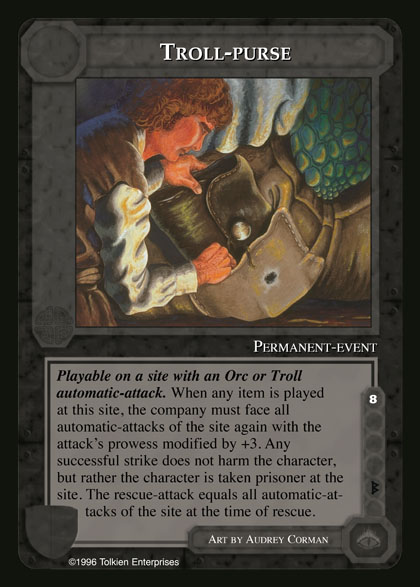 TROLL-PURSE
PERMANENT-EVENT
Playable on a site with an Orc or Troll
automatic-attack. When any item is played
at this site, the company must face all
automatic-attacks of the site again with the
attack's prowess modified by +3. Any
successful strike does not harm the character,
but rather the character is taken prisoner at the
site. The rescue-attack equals all automatic-at-
tacks of the site at the time of rescue.
8
ART BY AUDREY CORMAN
©1996 Tolkien Enterprises